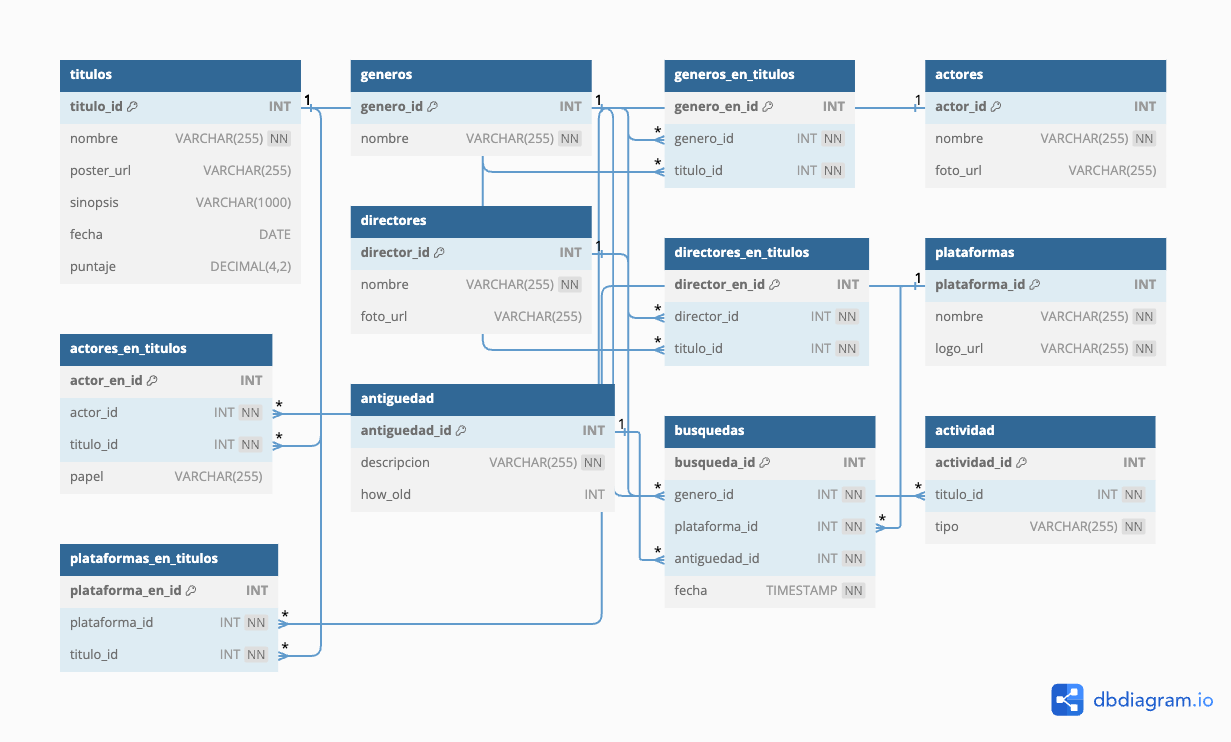 titulos
titulo_id INT
nombre VARCHAR(255) NN
poster_url VARCHAR(255)
sinopsis VARCHAR(1000)
fecha DATE
puntaje DECIMAL(4,2)
generos
genero_id INT
nombre VARCHAR(255) NN
generos_en_titulos
genero_en_id INT
genero_id INT NN
titulo_id INT NN
actores
actor_id INT
nombre VARCHAR(255) NN
foto_url VARCHAR(255)
directores
director_id INT
nombre VARCHAR(255) NN
foto_url VARCHAR(255)
directores_en_titulos
director_en_id INT
director_id INT NN
titulo_id INT NN
plataformas
plataforma_id INT
nombre VARCHAR(255) NN
logo_url VARCHAR(255) NN
actores_en_titulos
actor_en_id INT
actor_id INT NN
titulo_id INT NN
papel VARCHAR(255)
antiguedad
antiguedad_id INT
descripcion VARCHAR(255) NN
how_old INT
busquedas
busqueda_id INT
genero_id INT NN
plataforma_id INT NN
antiguedad_id INT NN
fecha TIMESTAMP NN
actividad
actividad_id INT
titulo_id INT NN
tipo VARCHAR(255) NN
plataformas_en_titulos
plataforma_en_id INT
plataforma_id INT NN
titulo_id INT NN
1
1
1
1
1
1
*
*
*
*
*
*
*
*
*
*
*
*
dbdiagram.io